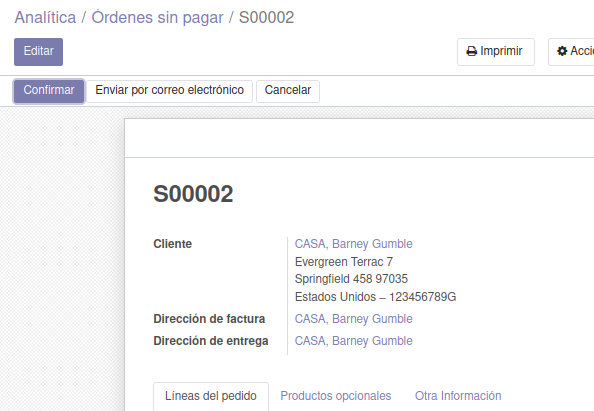 Analítica / Órdenes sin pagar / S00002
Editar
Imprimir
Acci
Confirmar
Enviar por correo electrónico
Cancelar
S00002
Cliente
CASA, Barney Gumble
Evergreen Terrac 7
Springfield 458 97035
Estados Unidos – 123456789G
Dirección de factura
CASA, Barney Gumble
Dirección de entrega
CASA, Barney Gumble
Líneas del pedido
Productos opcionales
Otra Información